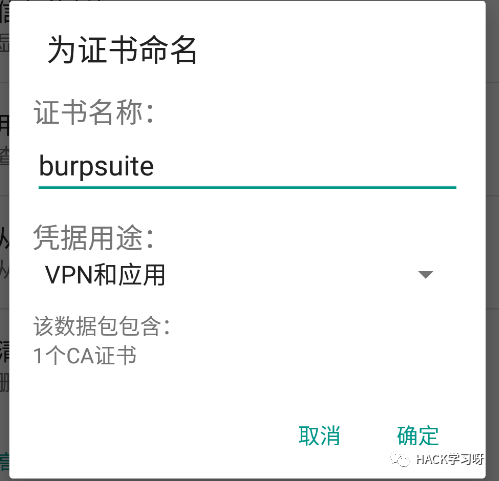 为证书命名
证书名称：
burpsuite
凭据用途：
VPN和应用
该数据包包含：
1个CA证书
取消 确定
HACK学习呀